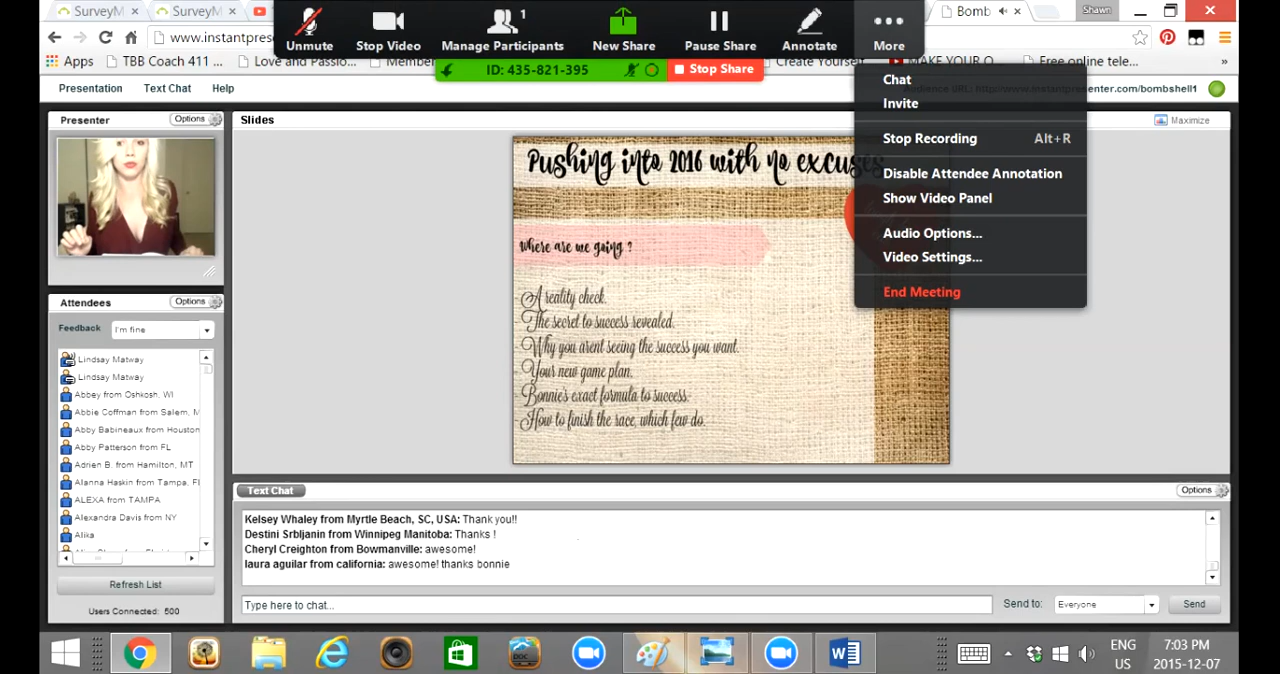 SurveyM
SurveyM
Bomb
Shawn
www.instantpres
Unmute
Stop Video
Manage Participants
1
New Share
Pause Share
Annotate
More
ID: 435-821-395
Stop Share
Apps
TBB Coach 411 ...
Love and Passio...
Membe
Create Yourself
MAKE YOUR O
Free online tele...
Presentation
Text Chat
Help
Audience URL: http://www.instantpresenter.com/bombshell1
Chat
Invite
Stop Recording Alt+R
Disable Attendee Annotation
Show Video Panel
Audio Options...
Video Settings...
End Meeting
Presenter
Options
Slides
Maximize
Pushing into 2016 with no excuses
Where are we going ?
A reality check.
The secret to success revealed.
Why you arent seeing the success you want.
Your new game plan.
Bonnie's exact formula to success.
How to finish the race, which few do.
Attendees
Options
Feedback
I'm fine
Lindsay Matway
Lindsay Matway
Abbey from Oshkosh, WI
Abbie Coffman from Salem, M
Abby Babineaux from Houston
Abby Patterson from FL
Adrien B. from Hamilton, MT
Alanna Haskin from Tampa, FL
ALEXA from TAMPA
Alexandra Davis from NY
Alika
Refresh List
Users Connected: 500
Text Chat
Options
Kelsey Whaley from Myrtle Beach, SC, USA: Thank you!!
Destini Srbljanin from Winnipeg Manitoba: Thanks !
Cheryl Creighton from Bowmanville: awesome!
laura aguilar from california: awesome! thanks bonnie
Type here to chat...
Send to:
Everyone
Send
DOC
ENG
US
7:03 PM
2015-12-07